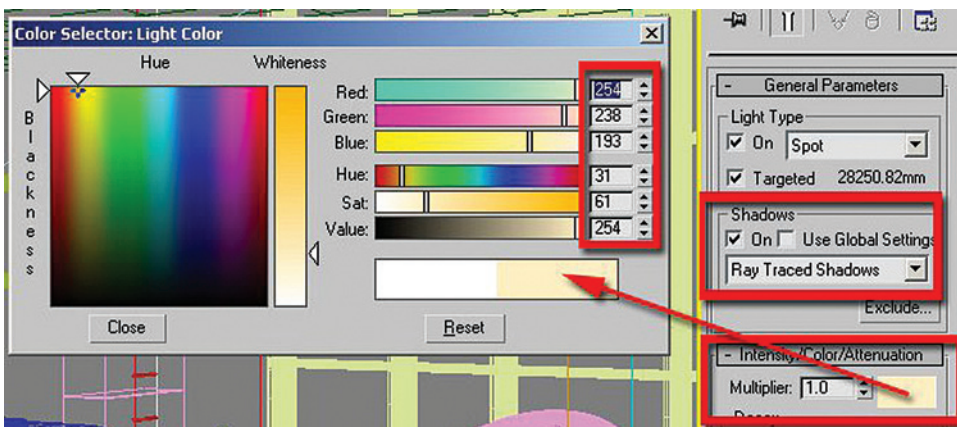 Color Selector: Light Color
Hue
Whiteness
Blackness
Red: 254
Green: 238
Blue: 193
Hue: 31
Sat: 61
Value: 254
Close
Reset
- General Parameters
Light Type
On Spot
Targeted 28250.82mm
Shadows
On Use Global Settings
Ray Traced Shadows
Exclude...
- Intensity/Color/Attenuation
Multiplier: 1.0